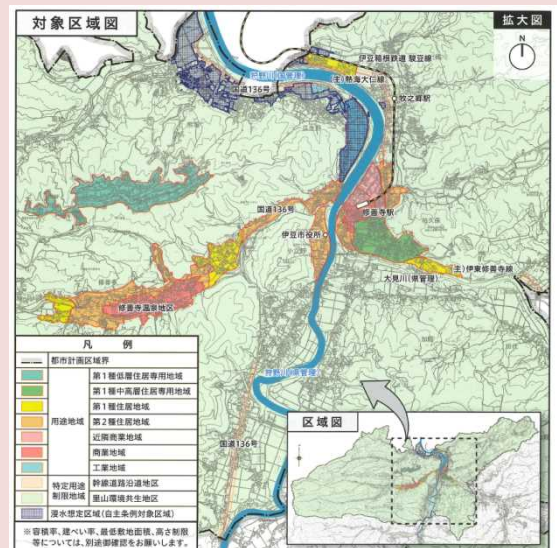 対象区域図
拡大図
N
伊豆箱根鉄道 駿豆線
狩野川(国管理)
(主)熱海大仁線
国道136号
牧之郷駅
国道136号
修善寺駅
伊豆市役所
(主)伊東修善寺線
大見川(県管理)
修善寺温泉地区
狩野川(県管理)
国道136号
凡 例
都市計画区域界
用途地域
第1種低層住居専用地域
第1種中高層住居専用地域
第1種住居地域
第2種住居地域
近隣商業地域
商業地域
工業地域
特定用途制限地域
幹線道路沿道地区
里山環境共生地区
浸水想定区域(自主条例対象区域)
※容積率、建ぺい率、最低敷地面積、高さ制限
等については、別途御確認をお願いします。
区域図